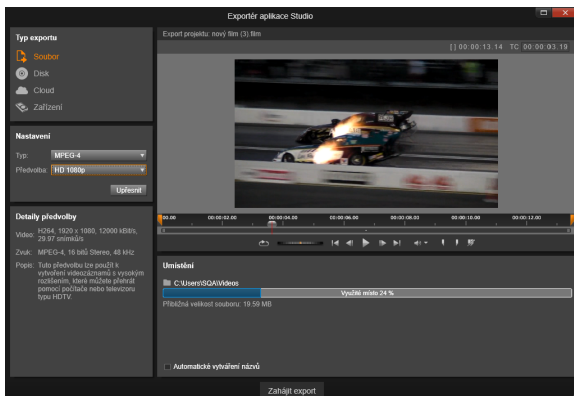 Exportér aplikace Studio
Typ exportu
Soubor
Disk
Cloud
Zařízení
Nastavení
Typ: MPEG-4
Předvolba: HD 1080p
Upřesnit
Detaily předvolby
Video: H264, 1920 x 1080, 12000 kBit/s,
29.97 snímků/s
Zvuk: MPEG-4, 16 bitů Stereo, 48 kHz
Popis: Tuto předvolbu lze použít k
vytvoření videozáznamů s vysokým
rozlišením, které můžete přehrát
pomocí počítače nebo televizoru
typu HDTV.
Export projektu: nový film (3) film
[ ] 00:00:13.14 TC 00:00:03.19
00.00 00:00:02.00 00:00:04.00 00:00:06.00 00:00:08.00 00:00:10.00 00:00:12.00
Umístění
C:\Users\SQA\Videos
Využité místo 24 %
Přibližná velikost souboru: 19.59 MB
Automatické vytváření názvů
Zahájit export